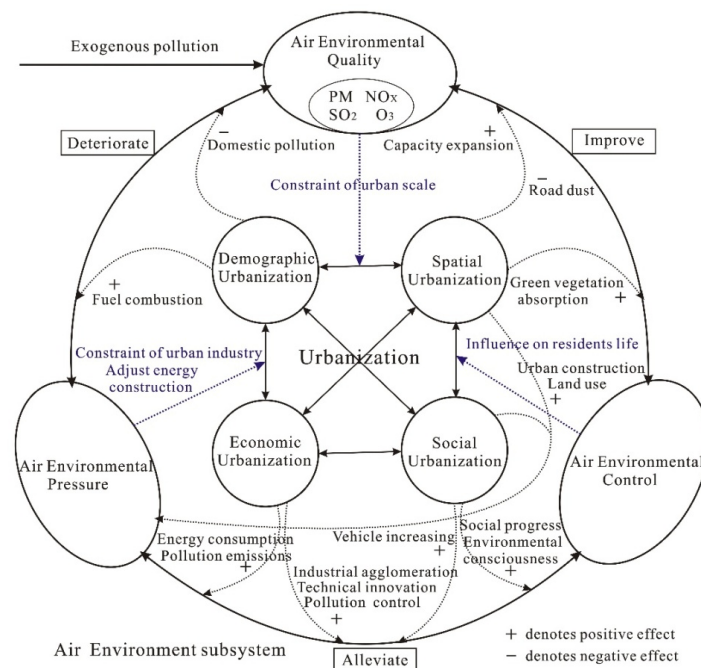 Exogenous pollution
Air Environmental
Quality
PM NOx
SO2 O3
Deteriorate
Improve
−
Domestic pollution
+
Capacity expansion
−
Road dust
Constraint of urban scale
Demographic
Urbanization
Spatial
Urbanization
+
Fuel combustion
Green vegetation
absorption +
Constraint of urban industry
Adjust energy
construction
Urbanization
Influence on residents life
Urban construction
Land use
+
Economic
Urbanization
Social
Urbanization
Air Environmental
Pressure
Air Environmental
Control
Energy consumption
Pollution emissions
+
Vehicle increasing
+
Social progress
Environmental
consciousness
+
Industrial agglomeration
Technical innovation
Pollution control
+
Air Environment subsystem
Alleviate
+ denotes positive effect
− denotes negative effect